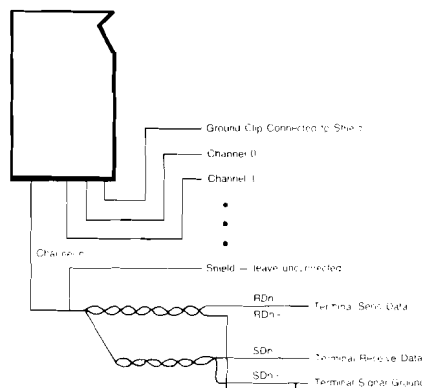 Ground Clip Connected to Shield
Channel 0
Channel 1
Channel n
Shield — leave unconnected
RDn
Terminal Send Data
RDn-
SDn
Terminal Receive Data
SDn-
Terminal Signal Ground